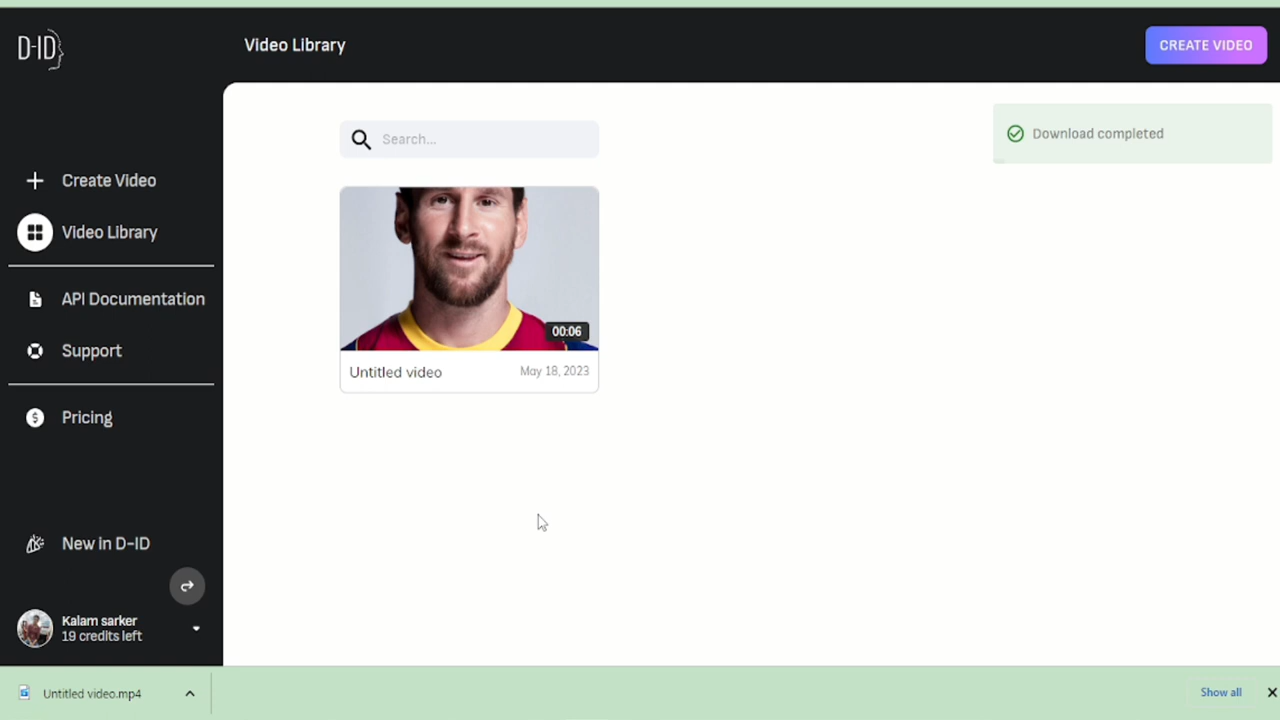 D-ID
Video Library
CREATE VIDEO
Search...
Download completed
Create Video
Video Library
API Documentation
Support
Pricing
00:06
Untitled video
May 18, 2023
New in D-ID
Kalam sarker
19 credits left
Untitled video.mp4
Show all